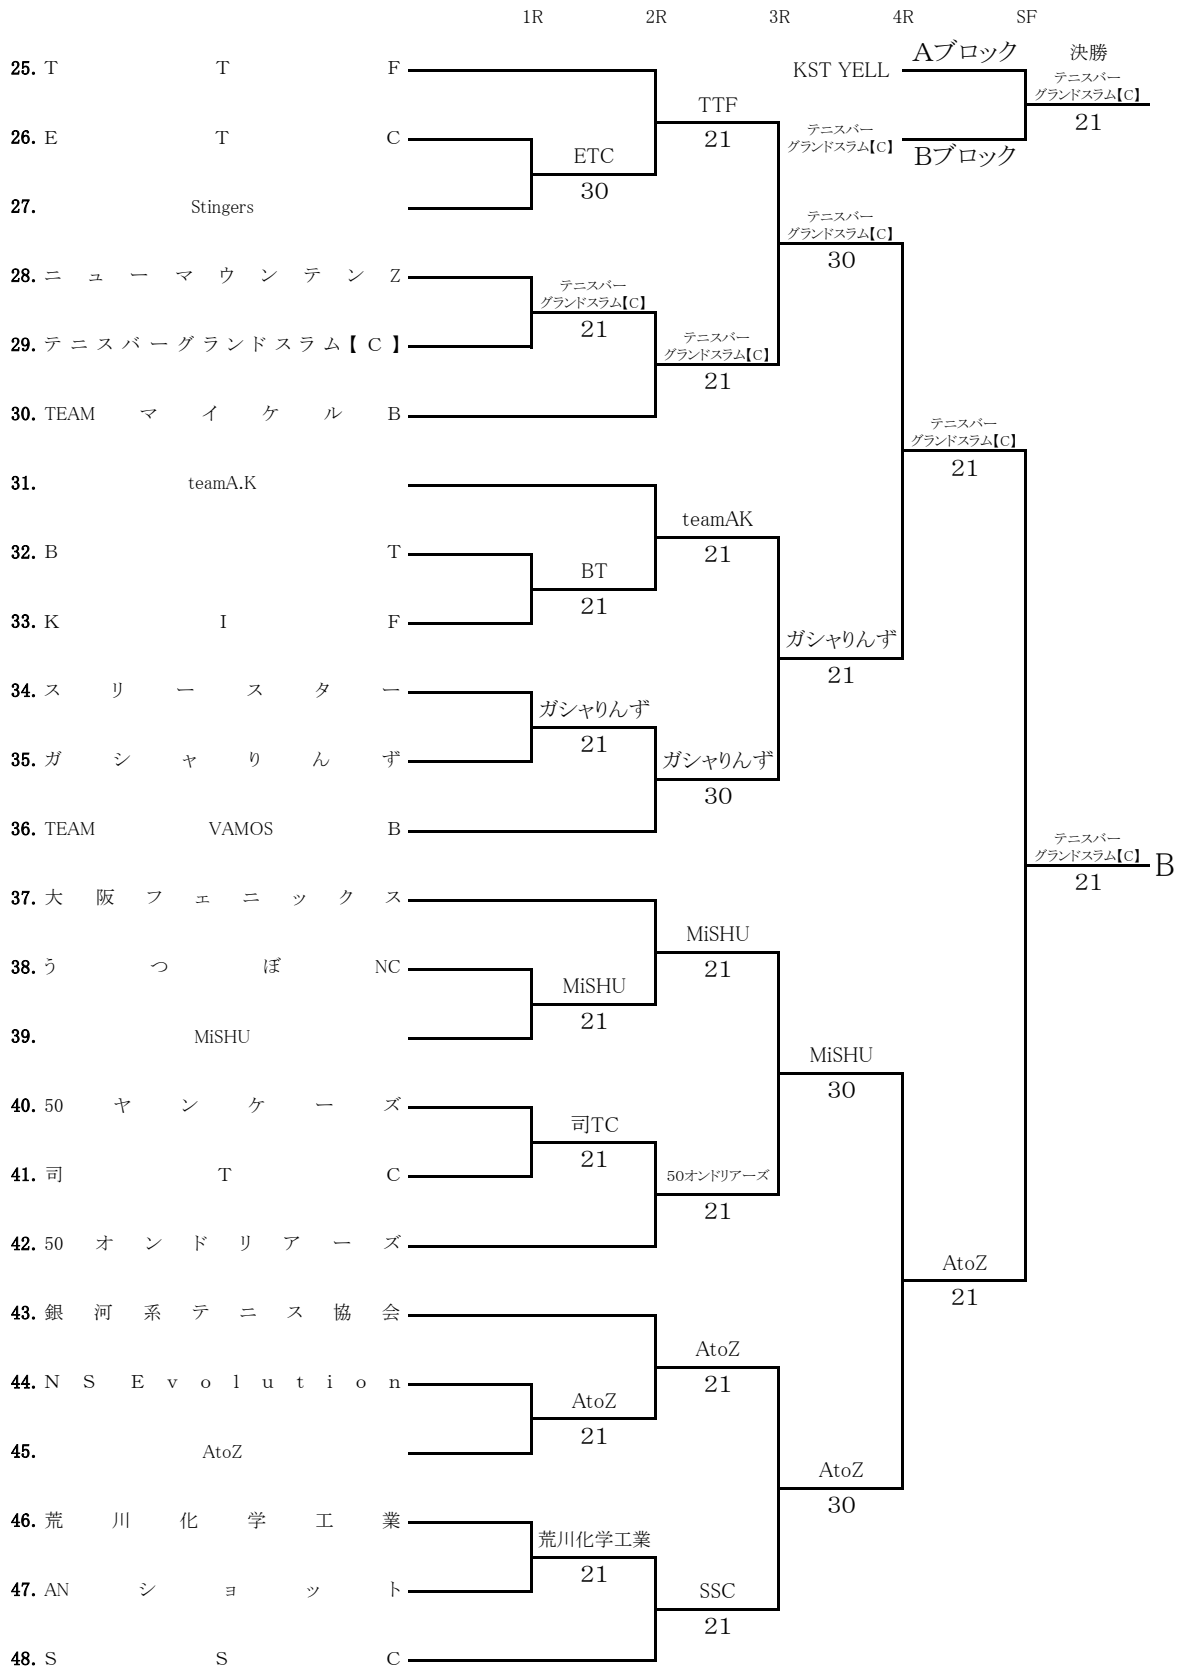 1R 2R 3R 4R SF
Aブロック 決勝
25. T T F
KST YELL
テニスバー
グランドスラム【C】
TTF
21
21
テニスバー
グランドスラム【C】
26. E T C
Bブロック
ETC
30
27. Stingers
テニスバー
グランドスラム【C】
30
28. ニューマウンテンZ
テニスバー
グランドスラム【C】
21
29. テニスバーグランドスラム【C】
テニスバー
グランドスラム【C】
21
30. TEAM マイケル B
テニスバー
グランドスラム【C】
21
31. teamA.K
teamAK
21
32. B T
BT
21
33. K I F
ガシャりんず
21
34. スリースター
ガシャりんず
21
35. ガシャりんず
ガシャりんず
30
36. TEAM VAMOS B
テニスバー
グランドスラム【C】
B
21
37. 大阪フェニックス
MiSHU
21
38. うつぼNC
MiSHU
21
39. MiSHU
MiSHU
30
40. 50ヤンケーズ
司TC
21
41. 司TC
50オンドリアーズ
21
42. 50オンドリアーズ
AtoZ
21
43. 銀河系テニス協会
AtoZ
21
44. NS Evolution
AtoZ
21
45. AtoZ
AtoZ
30
46. 荒川化学工業
荒川化学工業
21
47. ANショット
SSC
21
48. S S C